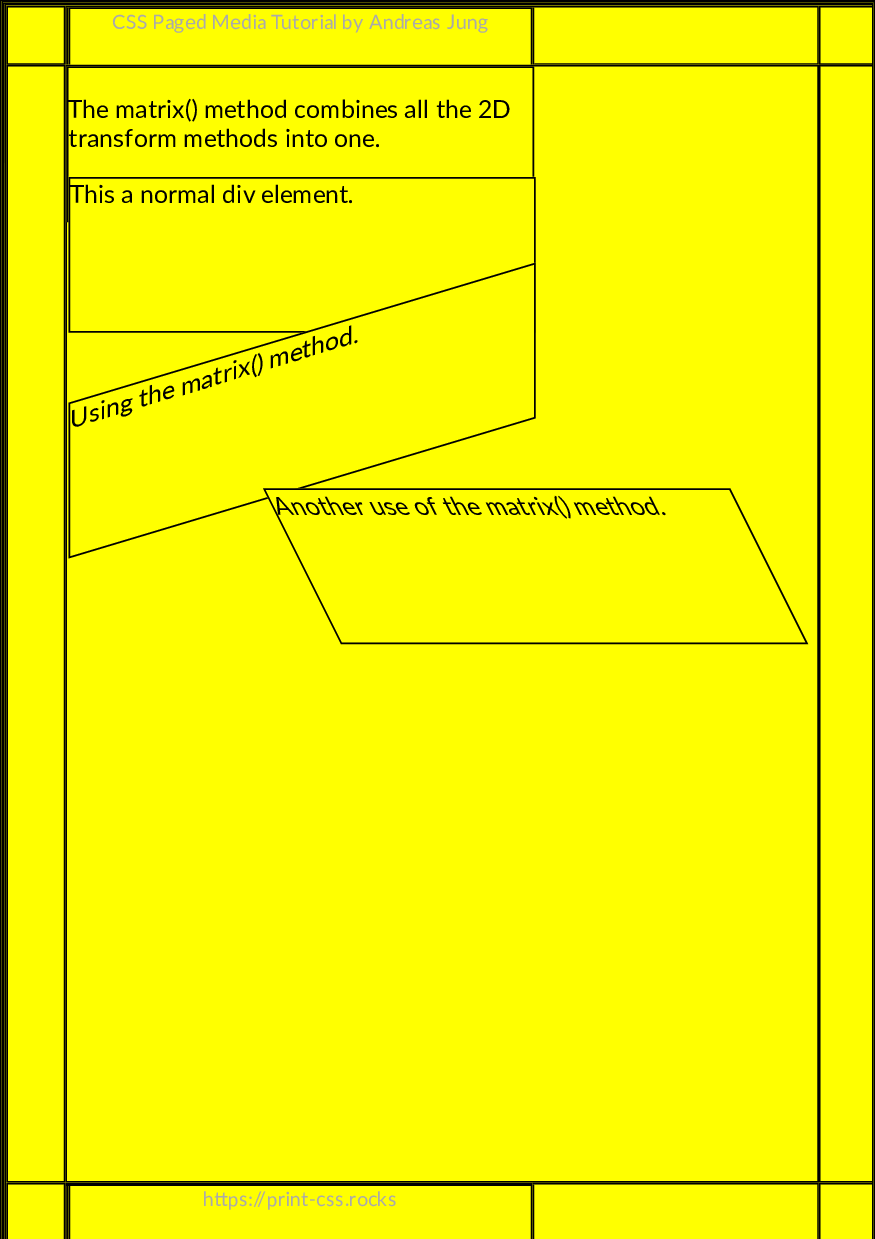 CSS Paged Media Tutorial by Andreas Jung
The matrix() method combines all the 2D
transform methods into one.
This a normal div element.
Using the matrix() method.
Another use of the matrix() method.
https://print-css.rocks